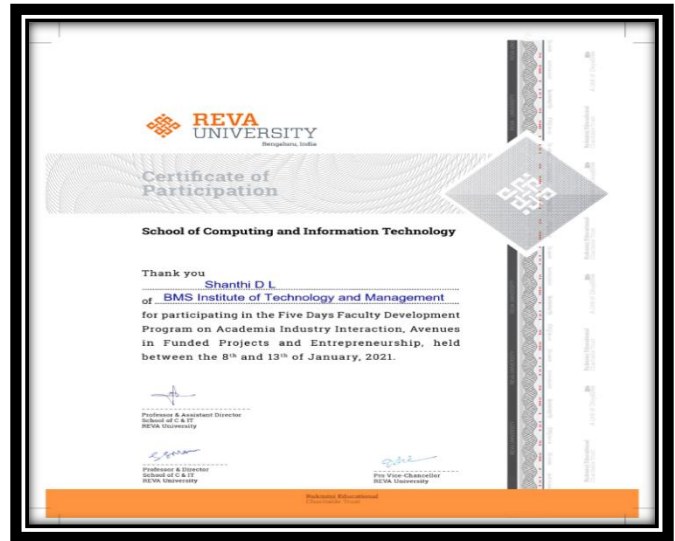 REVA
UNIVERSITY
Bengaluru, India
Certificate of
Participation
School of Computing and Information Technology
Thank you
Shanthi D L
of BMS Institute of Technology and Management
for participating in the Five Days Faculty Development
Program on Academia Industry Interaction, Avenues
in Funded Projects and Entrepreneurship, held
between the 8th and 13th of January, 2021.
Professor & Assistant Director
School of C & IT
REVA University
Professor & Director
School of C & IT
REVA University
Pro Vice-Chancellor
REVA University
Rukmini Educational
Charitable Trust